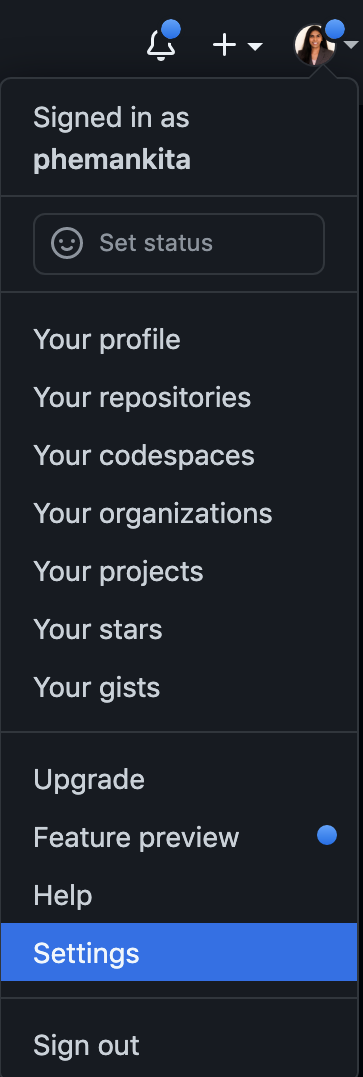 Signed in as
phemankita
Set status
Your profile
Your repositories
Your codespaces
Your organizations
Your projects
Your stars
Your gists
Upgrade
Feature preview
Help
Settings
Sign out